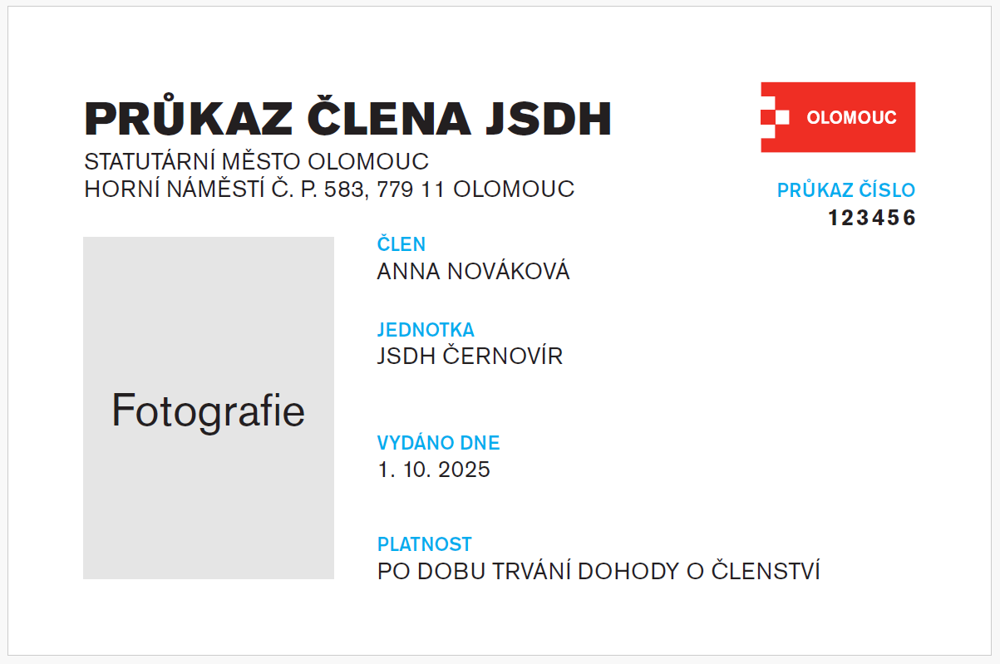 PRŮKAZ ČLENA JSDH
STATUTÁRNÍ MĚSTO OLOMOUC
HORNÍ NÁMĚSTÍ Č. P. 583, 779 11 OLOMOUC
OLOMOUC
PRŮKAZ ČÍSLO
123456
Fotografie
ČLEN
ANNA NOVÁKOVÁ
JEDNOTKA
JSDH ČERNOVÍR
VYDÁNO DNE
1. 10. 2025
PLATNOST
PO DOBU TRVÁNÍ DOHODY O ČLENSTVÍ